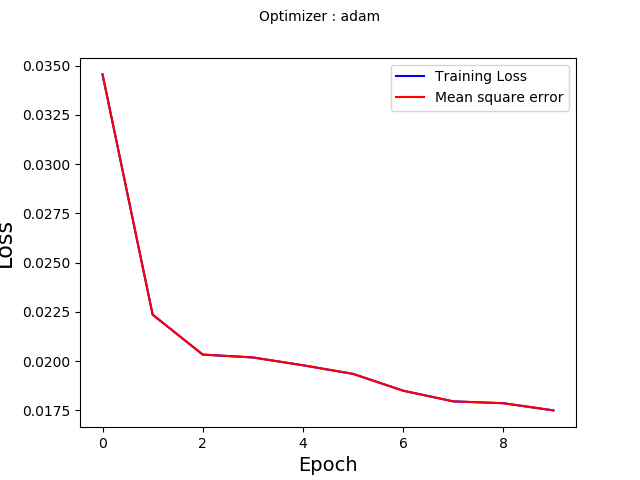 Optimizer : adam
0.0350
0.0325
0.0300
0.0275
0.0250
0.0225
0.0200
0.0175
Loss
Training Loss
Mean square error
0 2 4 6 8
Epoch